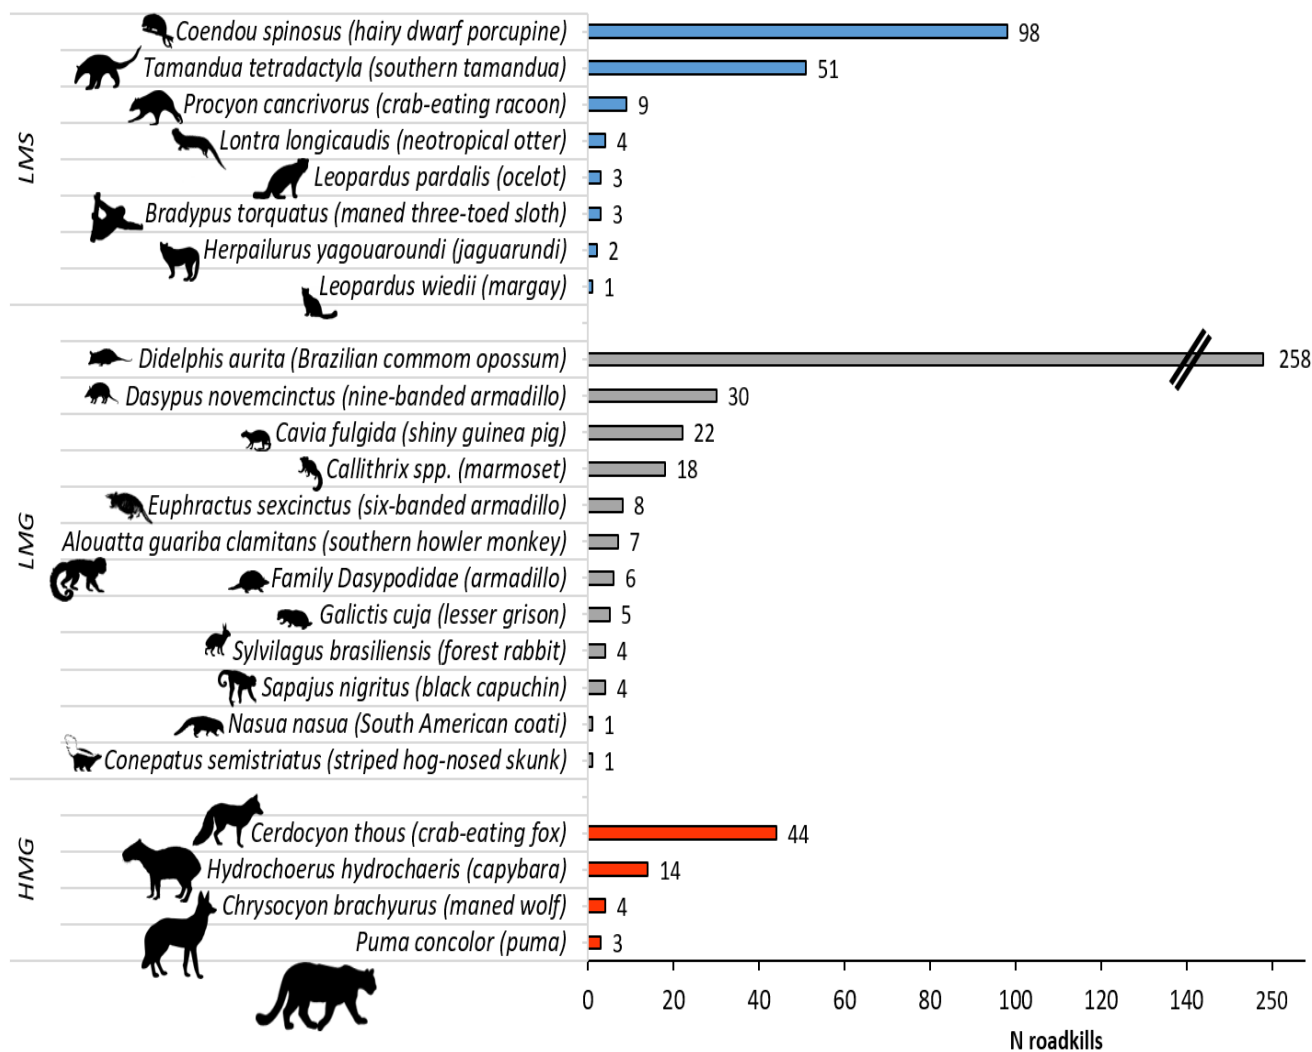 LMS
Coendou spinosus (hairy dwarf porcupine) 98
Tamandua tetradactyla (southern tamandua) 51
Procyon cancrivorus (crab-eating racoon) 9
Lontra longicaudis (neotropical otter) 4
Leopardus pardalis (ocelot) 3
Bradypus torquatus (maned three-toed sloth) 3
Herpailurus yagouaroundi (jaguarundi) 2
Leopardus wiedii (margay) 1
LMG
Didelphis aurita (Brazilian commom opossum) 258
Dasypus novemcinctus (nine-banded armadillo) 30
Cavia fulgida (shiny guinea pig) 22
Callithrix spp. (marmoset) 18
Euphractus sexcinctus (six-banded armadillo) 8
Alouatta guariba clamitans (southern howler monkey) 7
Family Dasypodidae (armadillo) 6
Galictis cuja (lesser grison) 5
Sylvilagus brasiliensis (forest rabbit) 4
Sapajus nigritus (black capuchin) 4
Nasua nasua (South American coati) 1
Conepatus semistriatus (striped hog-nosed skunk) 1
HMG
Cerdocyon thous (crab-eating fox) 44
Hydrochoerus hydrochaeris (capybara) 14
Chrysocyon brachyurus (maned wolf) 4
Puma concolor (puma) 3
0 20 40 60 80 100 120 140 250
N roadkills